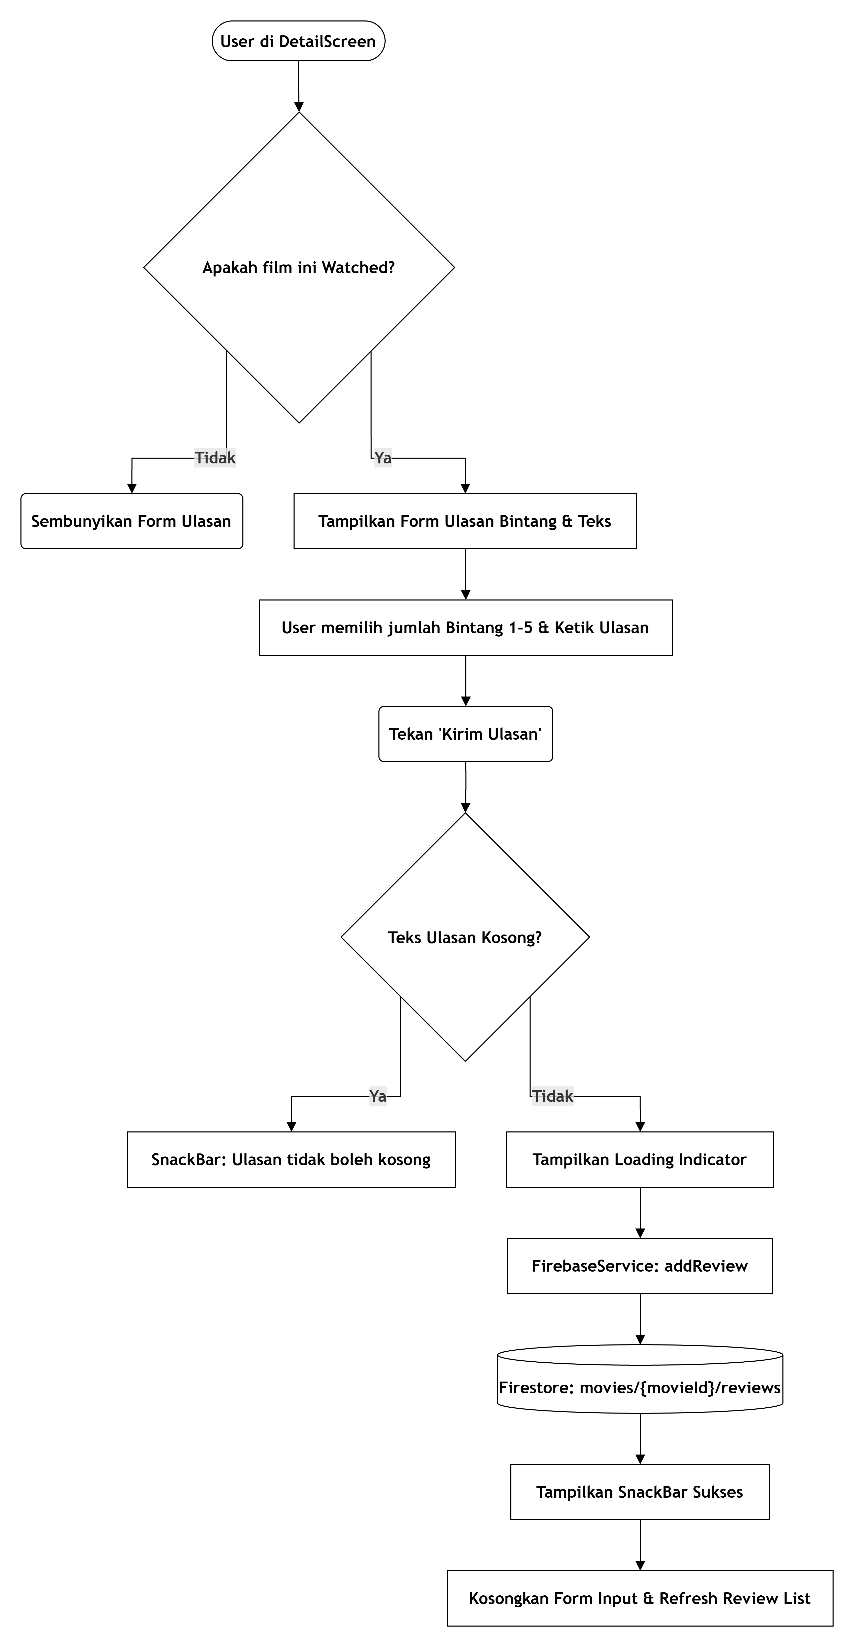 User di DetailScreen
Apakah film ini Watched?
Tidak
Ya
Sembunyikan Form Ulasan
Tampilkan Form Ulasan Bintang & Teks
User memilih jumlah Bintang 1-5 & Ketik Ulasan
Tekan 'Kirim Ulasan'
Teks Ulasan Kosong?
Ya
Tidak
SnackBar: Ulasan tidak boleh kosong
Tampilkan Loading Indicator
FirebaseService: addReview
Firestore: movies/{movieId}/reviews
Tampilkan SnackBar Sukses
Kosongkan Form Input & Refresh Review List